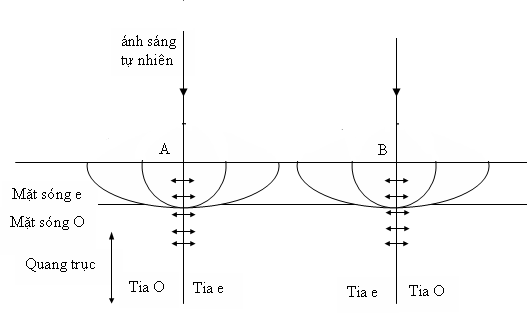 ánh sáng
tự nhiên
A
B
Mặt sóng e
Mặt sóng O
Quang trục
Tia O
Tia e
Tia e
Tia O